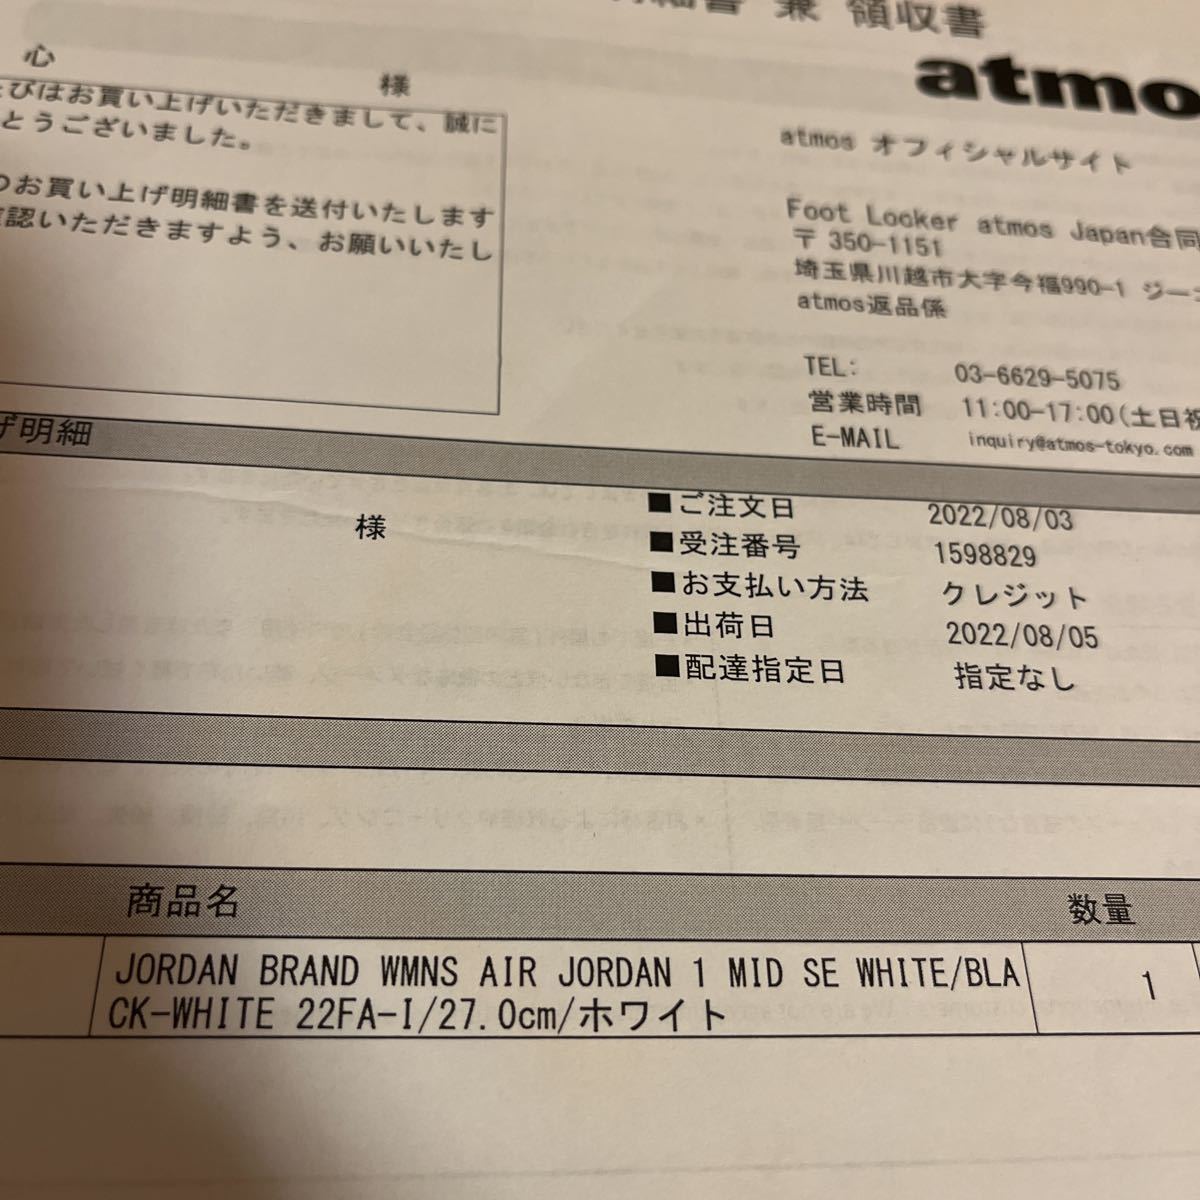 細書 兼 領収書
atmo
心
様
たびはお買い上げいただきまして、誠に
とうございました。
のお買い上げ明細書を送付いたします
認いただきますよう、お願いいたし
atmos オフィシャルサイト
Foot Locker atmos Japan合同
〒 350-1151
埼玉県川越市大字今福990-1 ジー
atmos返品係
TEL: 03-6629-5075
営業時間 11:00-17:00(土日祝
E-MAIL inquiry@atmos-tokyo.com
げ明細
様
■ご注文日 2022/08/03
■受注番号 1598829
■お支払い方法 クレジット
■出荷日 2022/08/05
■配達指定日 指定なし
商品名 数量
JORDAN BRAND WMNS AIR JORDAN 1 MID SE WHITE/BLA 1
CK-WHITE 22FA-I/27.0cm/ホワイト